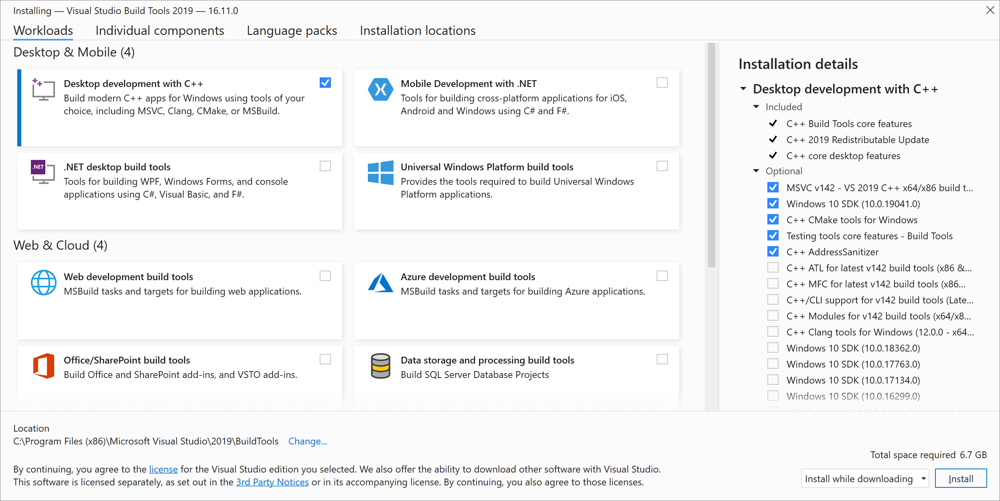 Installing — Visual Studio Build Tools 2019 — 16.11.0
Workloads
Individual components
Language packs
Installation locations
Desktop & Mobile (4)
Desktop development with C++
Build modern C++ apps for Windows using tools of your
choice, including MSVC, Clang, CMake, or MSBuild.
Mobile Development with .NET
Tools for building cross-platform applications for iOS,
Android and Windows using C# and F#.
.NET
.NET desktop build tools
Tools for building WPF, Windows Forms, and console
applications using C#, Visual Basic, and F#.
Universal Windows Platform build tools
Provides the tools required to build Universal Windows
Platform applications.
Web & Cloud (4)
Web development build tools
MSBuild tasks and targets for building web applications.
Azure development build tools
MSBuild tasks and targets for building Azure applications.
Office/SharePoint build tools
Build Office and SharePoint add-ins, and VSTO add-ins.
Data storage and processing build tools
Build SQL Server Database Projects
Installation details
Desktop development with C++
Included
C++ Build Tools core features
C++ 2019 Redistributable Update
C++ core desktop features
Optional
MSVC v142 - VS 2019 C++ x64/x86 build t...
Windows 10 SDK (10.0.19041.0)
C++ CMake tools for Windows
Testing tools core features - Build Tools
C++ AddressSanitizer
C++ ATL for latest v142 build tools (x86 &...
C++ MFC for latest v142 build tools (x86...
C++/CLI support for v142 build tools (Late...
C++ Modules for v142 build tools (x64/x8...
C++ Clang tools for Windows (12.0.0 - x64...
Windows 10 SDK (10.0.18362.0)
Windows 10 SDK (10.0.17763.0)
Windows 10 SDK (10.0.17134.0)
Windows 10 SDK (10.0.16299.0)
Location
C:\Program Files (x86)\Microsoft Visual Studio\2019\BuildTools
Change...
By continuing, you agree to the license for the Visual Studio edition you selected. We also offer the ability to download other software with Visual Studio.
This software is licensed separately, as set out in the 3rd Party Notices or in its accompanying license. By continuing, you also agree to those licenses.
Total space required 6.7 GB
Install while downloading
Install